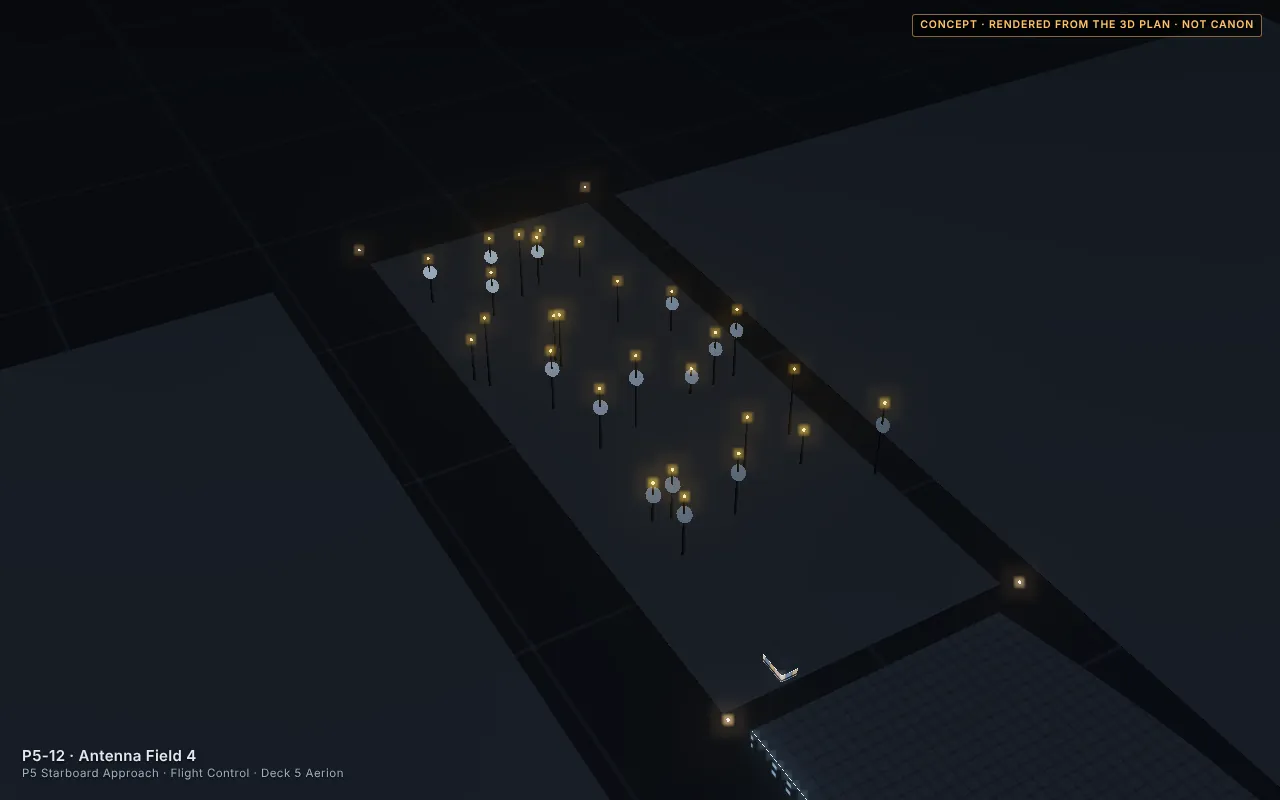 CONCEPT · RENDERED FROM THE 3D PLAN · NOT CANON
P5-12 · Antenna Field 4
P5 Starboard Approach · Flight Control · Deck 5 Aerion